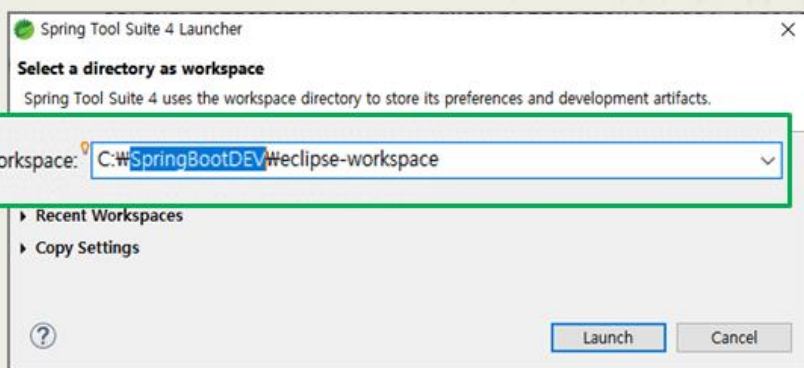 Spring Tool Suite 4 Launcher
Select a directory as workspace
Spring Tool Suite 4 uses the workspace directory to store its preferences and development artifacts.
orkspace: C:₩SpringBootDEV₩eclipse-workspace
Recent Workspaces
Copy Settings
Launch Cancel